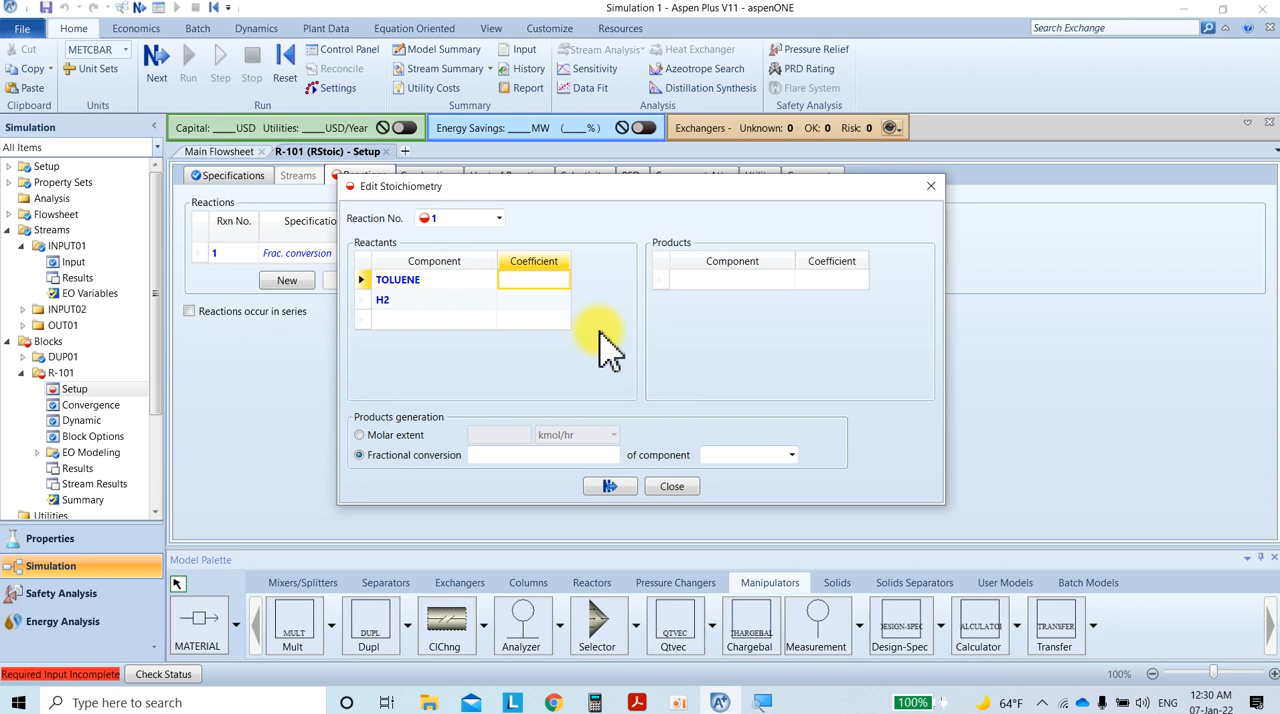 Simulation 1 - Aspen Plus V11 - aspenONE
File Home Economics Batch Dynamics Plant Data Equation Oriented View Customize Resources Search Exchange
Cut METCBAR Control Panel Model Summary Input Stream Analysis Heat Exchanger Pressure Relief
Copy Unit Sets Next Run Step Stop Reset Reconcile Stream Summary History Sensitivity Azeotrope Search PRD Rating
Paste Settings Utility Costs Report Data Fit Distillation Synthesis Flare System
Clipboard Units Run Summary Analysis Safety Analysis
Simulation Capital: ____USD Utilities: ____USD/Year Energy Savings: ____MW (____%) Exchangers - Unknown: 0 OK: 0 Risk: 0
All Items Main Flowsheet R-101 (RStoic) - Setup
Setup
Property Sets
Analysis
Flowsheet
Streams
INPUT01
Input
Results
EO Variables
INPUT02
OUT01
Blocks
DUP01
R-101
Setup
Convergence
Dynamic
Block Options
EO Modeling
Results
Stream Results
Summary
Utilities
Properties
Simulation
Safety Analysis
Energy Analysis
Specifications Streams
Reactions
Rxn No.
1 Frac. conversion
New
Reactions occur in series
Edit Stoichiometry
Reaction No. 1
Reactants Products
Component Coefficient Component Coefficient
TOLUENE
H2
Products generation
Molar extent kmol/hr
Fractional conversion of component
Close
Model Palette
Mixers/Splitters Separators Exchangers Columns Reactors Pressure Changers Manipulators Solids Solids Separators User Models Batch Models
MULT DUPL QTVEC CHARGEBAL DESIGN-SPEC TRANSFER
MATERIAL Mult Dupl ClChng Analyzer Selector Qtvec Chargebal Measurement Design-Spec Calculator Transfer
Required Input Incomplete Check Status 100%
Type here to search 100% 64°F ENG 12:30 AM
07-Jan-22